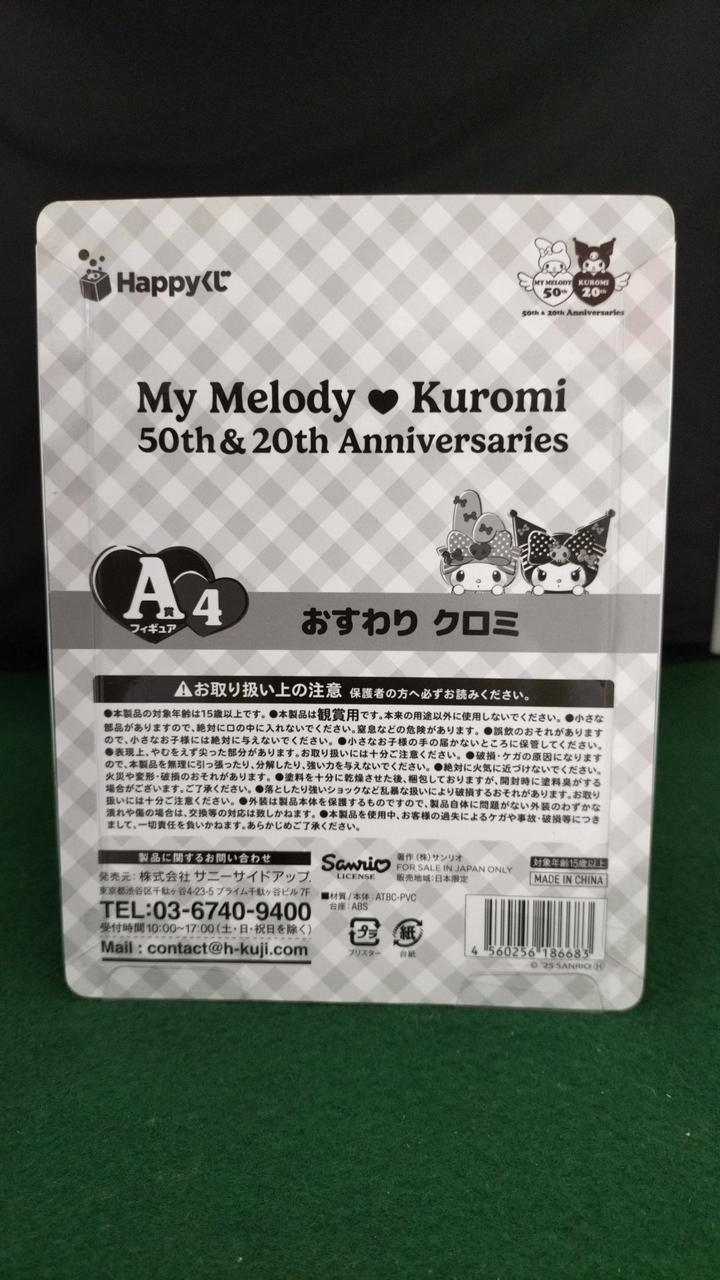 Happyくじ
MY MELODY 50th KUROMI 20th
50th & 20th Anniversaries
My Melody ♥ Kuromi
50th & 20th Anniversaries
A賞 4
フィギュア
おすわり クロミ
⚠お取り扱い上の注意 保護者の方へ必ずお読みください。
●本製品の対象年齢は15歳以上です。●本製品は観賞用です。本来の用途以外に使用しないでください。●小さな
部品がありますので、絶対に口の中に入れないでください。窒息などの危険があります。●誤飲のおそれがあります
ので、小さなお子様には絶対に与えないでください。●小さなお子様の手の届かないところに保管してください。
●表現上、やむをえず尖った部分があります。お取り扱いには十分ご注意ください。●破損・ケガの原因になります
ので、本製品を無理に引っ張ったり、分解したり、強い力を与えないでください。●絶対に火気に近づけないでください。
火災や変形・破損のおそれがあります。●塗料を十分に乾燥させた後、梱包しておりますが、開封時に塗料臭がする
場合がございます。ご了承ください。●落としたり強いショックなど乱暴な扱いにより破損するおそれがあります。お取り
扱いには十分ご注意ください。●外装は製品本体を保護するものですので、製品自体に問題がない外装のわずかな
潰れや傷の場合は、交換等の対応は致しかねます。●本製品を使用中、お客様の過失によるケガや事故・破損等につき
まして、一切責任を負いかねます。あらかじめご了承ください。
製品に関するお問い合わせ
発売元：株式会社 サニーサイドアップ
東京都渋谷区千駄ヶ谷4-23-5 プライム千駄ヶ谷ビル 7F
TEL:03-6740-9400
受付時間 10:00〜17:00(土・日・祝日を除く)
Mail : contact@h-kuji.com
Sanrio
LICENSE
著作 (株)サンリオ
FOR SALE IN JAPAN ONLY
販売地域:日本限定
■材質／本体：ATBC-PVC
台座：ABS
プラ
ブリスター
紙
台紙
対象年齢15歳以上
MADE IN CHINA
4 560256 186683
© '25 SANRIO Ⓗ